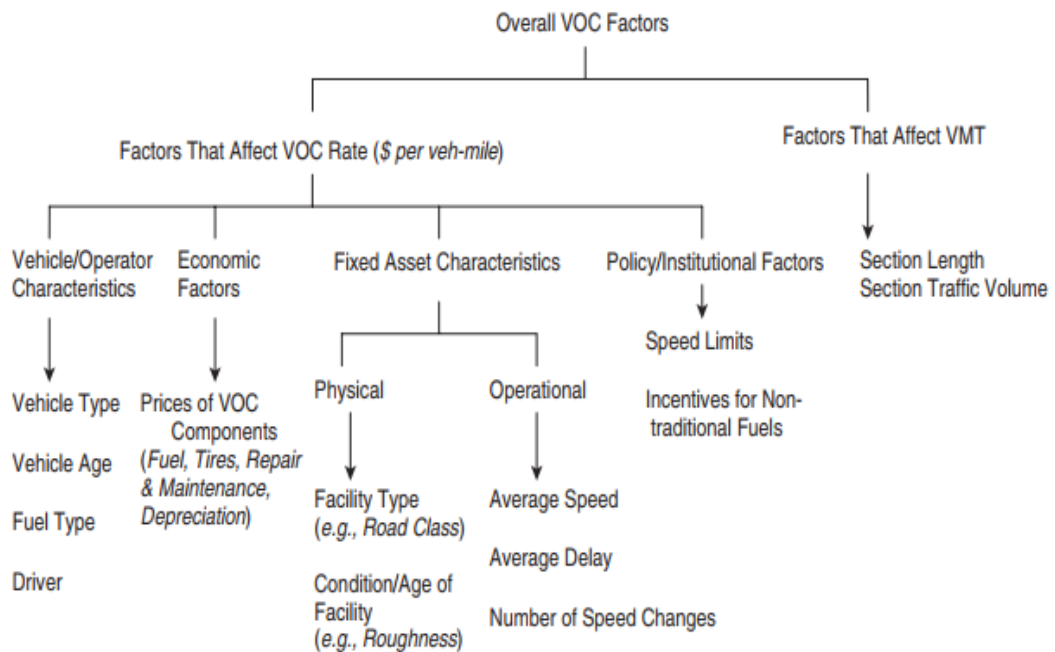 Overall VOC Factors
Factors That Affect VOC Rate ($ per veh-mile)
Factors That Affect VMT
Vehicle/Operator
Characteristics
Economic
Factors
Fixed Asset Characteristics
Policy/Institutional Factors
Section Length
Section Traffic Volume
Vehicle Type
Vehicle Age
Fuel Type
Driver
Prices of VOC
Components
(Fuel, Tires, Repair
& Maintenance,
Depreciation)
Physical
Operational
Facility Type
(e.g., Road Class)
Condition/Age of
Facility
(e.g., Roughness)
Average Speed
Average Delay
Number of Speed Changes
Speed Limits
Incentives for Non-
traditional Fuels